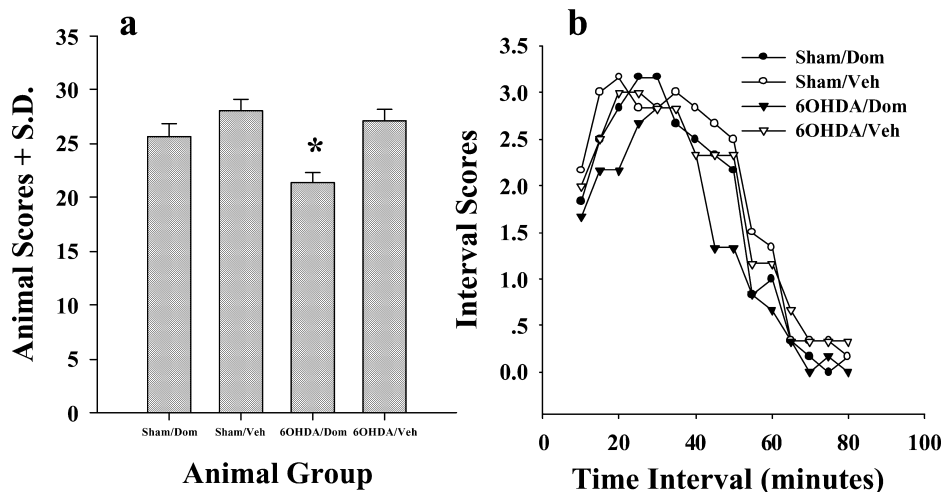 a
Animal Scores + S.D.
35
30
25
20
15
10
5
0
*
Sham/Dom Sham/Veh 6OHDA/Dom 6OHDA/Veh
Animal Group
b
Interval Scores
3.5
3.0
2.5
2.0
1.5
1.0
.5
0.0
Sham/Dom
Sham/Veh
6OHDA/Dom
6OHDA/Veh
0 20 40 60 80 100
Time Interval (minutes)